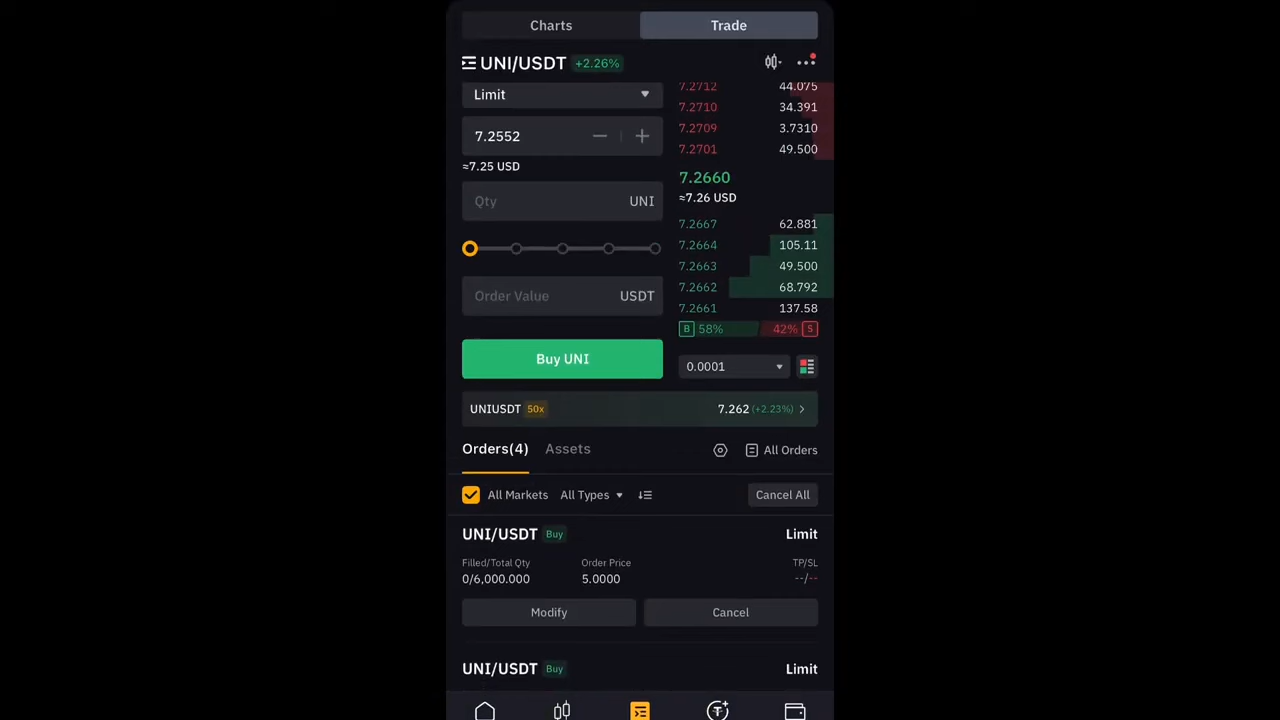 Charts
Trade
UNI/USDT +2.26%
Limit
7.2552
≈7.25 USD
Qty UNI
Order Value USDT
Buy UNI
7.2712 44.075
7.2710 34.391
7.2709 3.7310
7.2701 49.500
7.2660
≈7.26 USD
7.2667 62.881
7.2664 105.11
7.2663 49.500
7.2662 68.792
7.2661 137.58
B 58% 42% S
0.0001
UNIUSDT 50x 7.262 (+2.23%)
Orders(4) Assets All Orders
All Markets All Types Cancel All
UNI/USDT Buy Limit
Filled/Total Qty Order Price TP/SL
0/6,000.000 5.0000 --/--
Modify Cancel
UNI/USDT Buy Limit